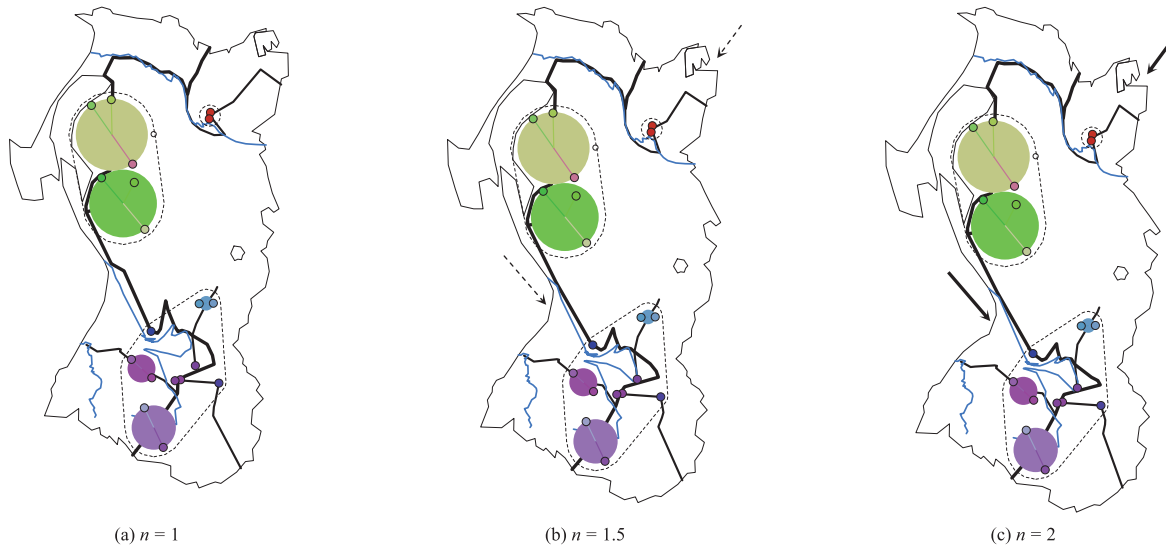 (a) n = 1
(b) n = 1.5
(c) n = 2